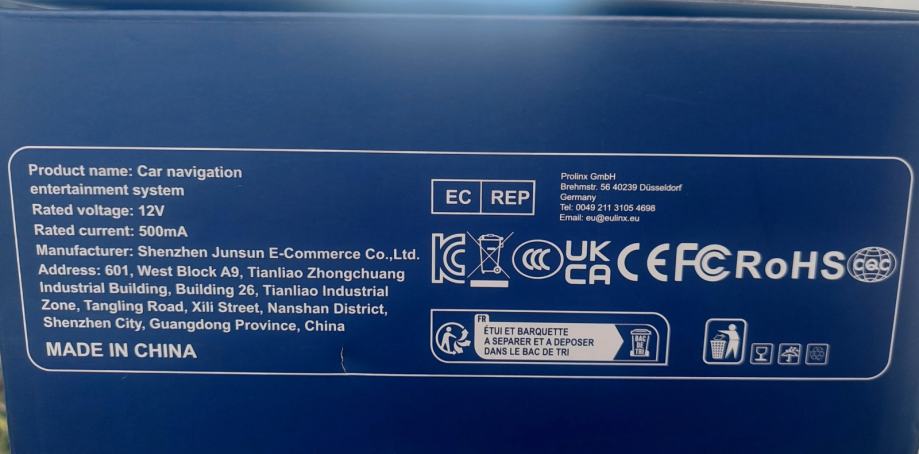 Product name: Car navigation
entertainment system
Rated voltage: 12V
Rated current: 500mA
Manufacturer: Shenzhen Junsun E-Commerce Co.,Ltd.
Address: 601, West Block A9, Tianliao Zhongchuang
Industrial Building, Building 26, Tianliao Industrial
Zone, Tangling Road, Xili Street, Nanshan District,
Shenzhen City, Guangdong Province, China
MADE IN CHINA
EC REP
Prolinx GmbH
Brehmstr. 56 40239 Düsseldorf
Germany
Tel: 0049 211 3105 4698
Email: eu@eulinx.eu
KC CCC UK CA CE FC RoHS CQC
FR
ÉTUI ET BARQUETTE
A SEPARER ET A DEPOSER
DANS LE BAC DE TRI
BAC
DE
TRI